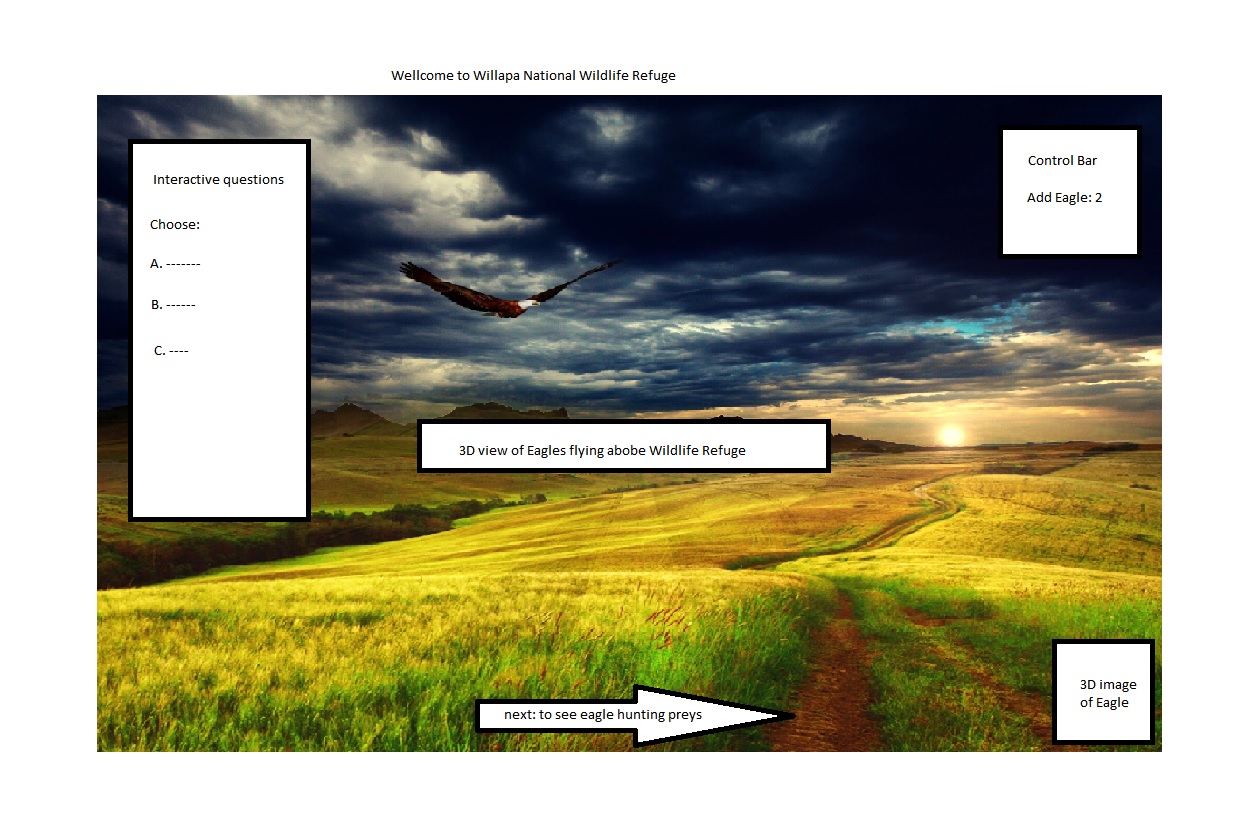 Wellcome to Willapa National Wildlife Refuge
Interactive questions
Choose:
A. -------
B. ------
C. ----
Control Bar
Add Eagle: 2
3D view of Eagles flying abobe Wildlife Refuge
next: to see eagle hunting preys
3D image
of Eagle